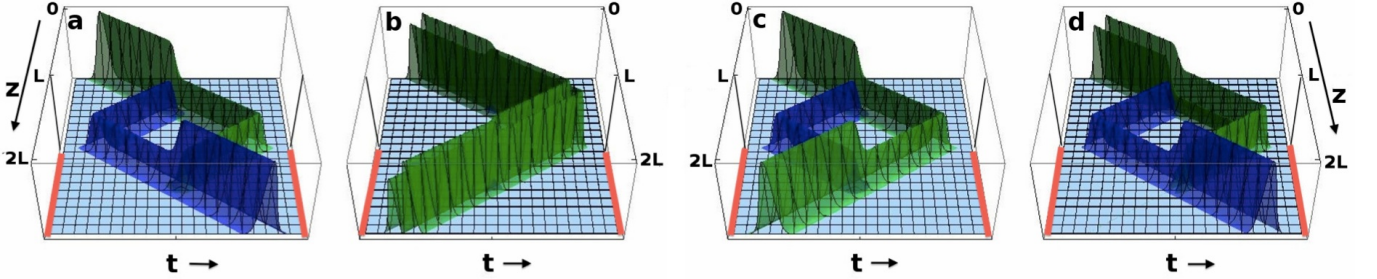 0 a b 0 0 c d 0
L L L L
z z
2L 2L 2L 2L
t → t → t → t →